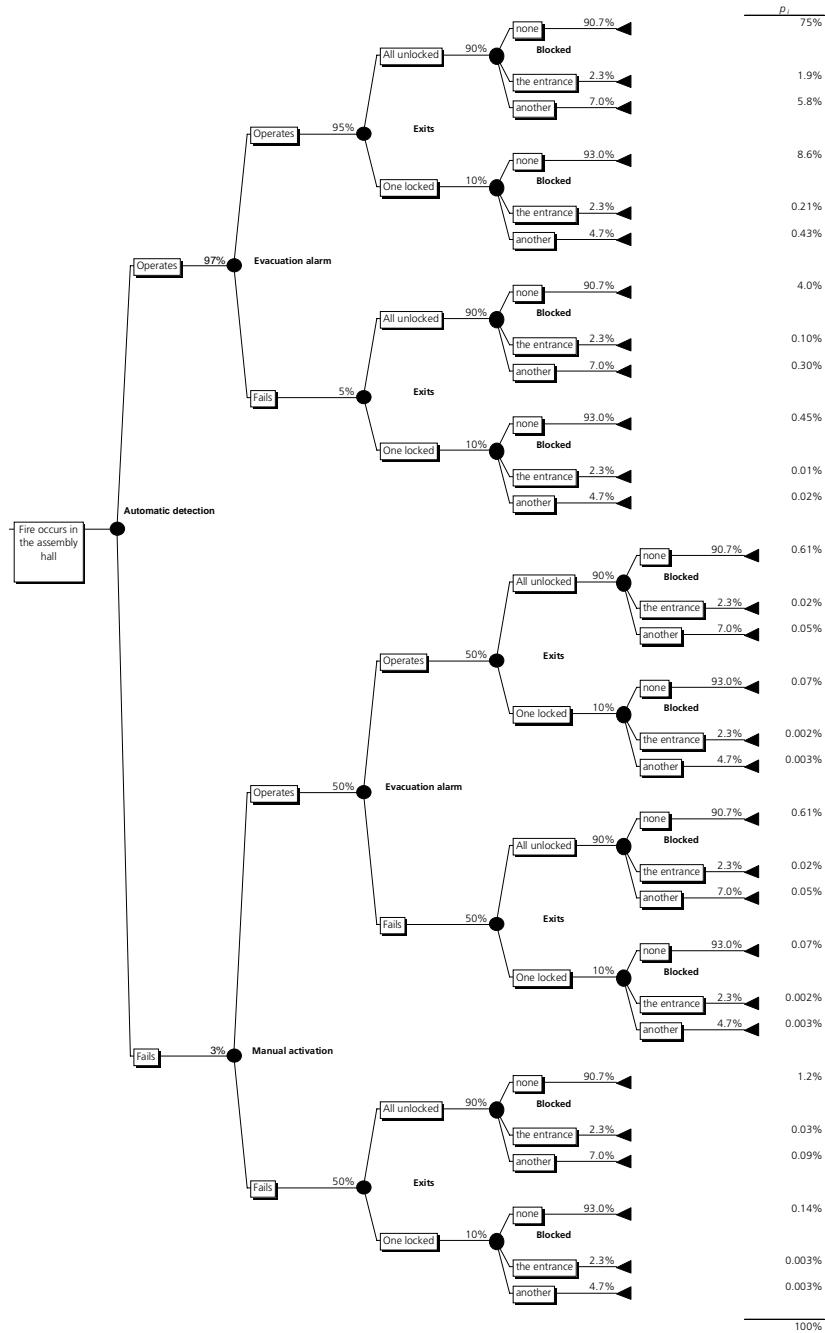 p i
none 90.7% 75%
All unlocked 90% Blocked
the entrance 2.3% 1.9%
another 7.0% 5.8%
Operates 95% Exits
none 93.0% 8.6%
One locked 10% Blocked
the entrance 2.3% 0.21%
another 4.7% 0.43%
Operates 97% Evacuation alarm
none 90.7% 4.0%
All unlocked 90% Blocked
the entrance 2.3% 0.10%
another 7.0% 0.30%
Fails 5% Exits
none 93.0% 0.45%
One locked 10% Blocked
the entrance 2.3% 0.01%
another 4.7% 0.02%
Automatic detection
Fire occurs in
the assembly
hall
none 90.7% 0.61%
All unlocked 90% Blocked
the entrance 2.3% 0.02%
another 7.0% 0.05%
Operates 50% Exits
none 93.0% 0.07%
One locked 10% Blocked
the entrance 2.3% 0.002%
another 4.7% 0.003%
Operates 50% Evacuation alarm
none 90.7% 0.61%
All unlocked 90% Blocked
the entrance 2.3% 0.02%
another 7.0% 0.05%
Fails 50% Exits
none 93.0% 0.07%
One locked 10% Blocked
the entrance 2.3% 0.002%
another 4.7% 0.003%
Fails 3% Manual activation
none 90.7% 1.2%
All unlocked 90% Blocked
the entrance 2.3% 0.03%
another 7.0% 0.09%
Fails 50% Exits
none 93.0% 0.14%
One locked 10% Blocked
the entrance 2.3% 0.003%
another 4.7% 0.003%
100%